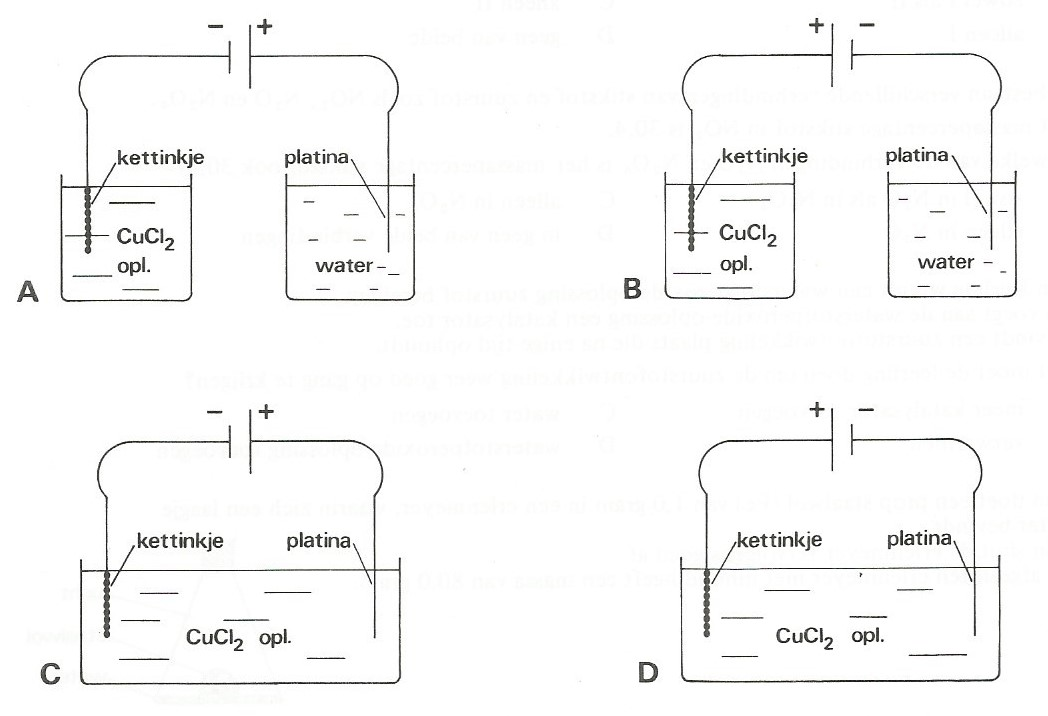 − +
kettinkje platina
CuCl₂
opl.
water
A
+ −
kettinkje platina
CuCl₂
opl.
water
B
− +
kettinkje platina
CuCl₂ opl.
C
+ −
kettinkje platina
CuCl₂ opl.
D